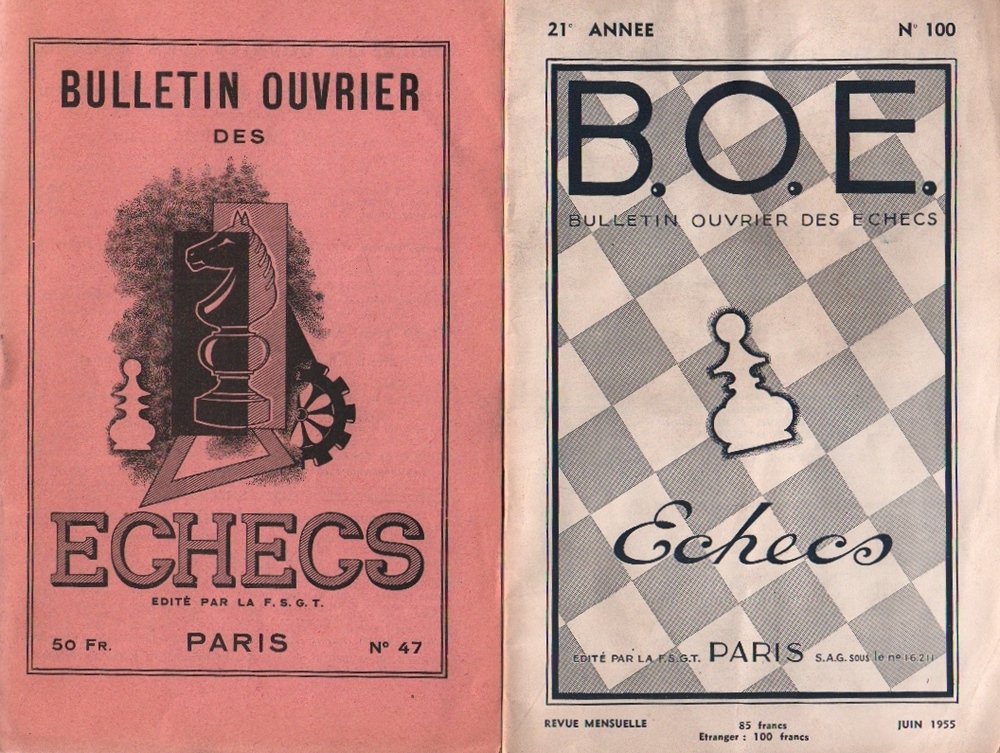 BULLETIN OUVRIER
DES
ECHECS
EDITÉ PAR LA F.S.G.T.
50 FR. PARIS N° 47
21e ANNEE N° 100
B.O.E.
BULLETIN OUVRIER DES ECHECS
Echecs
EDITÉ PAR LA F.S.G.T. PARIS S.A.G. SOUS le nº 16.211
REVUE MENSUELLE 85 francs JUIN 1955
Etranger : 100 francs